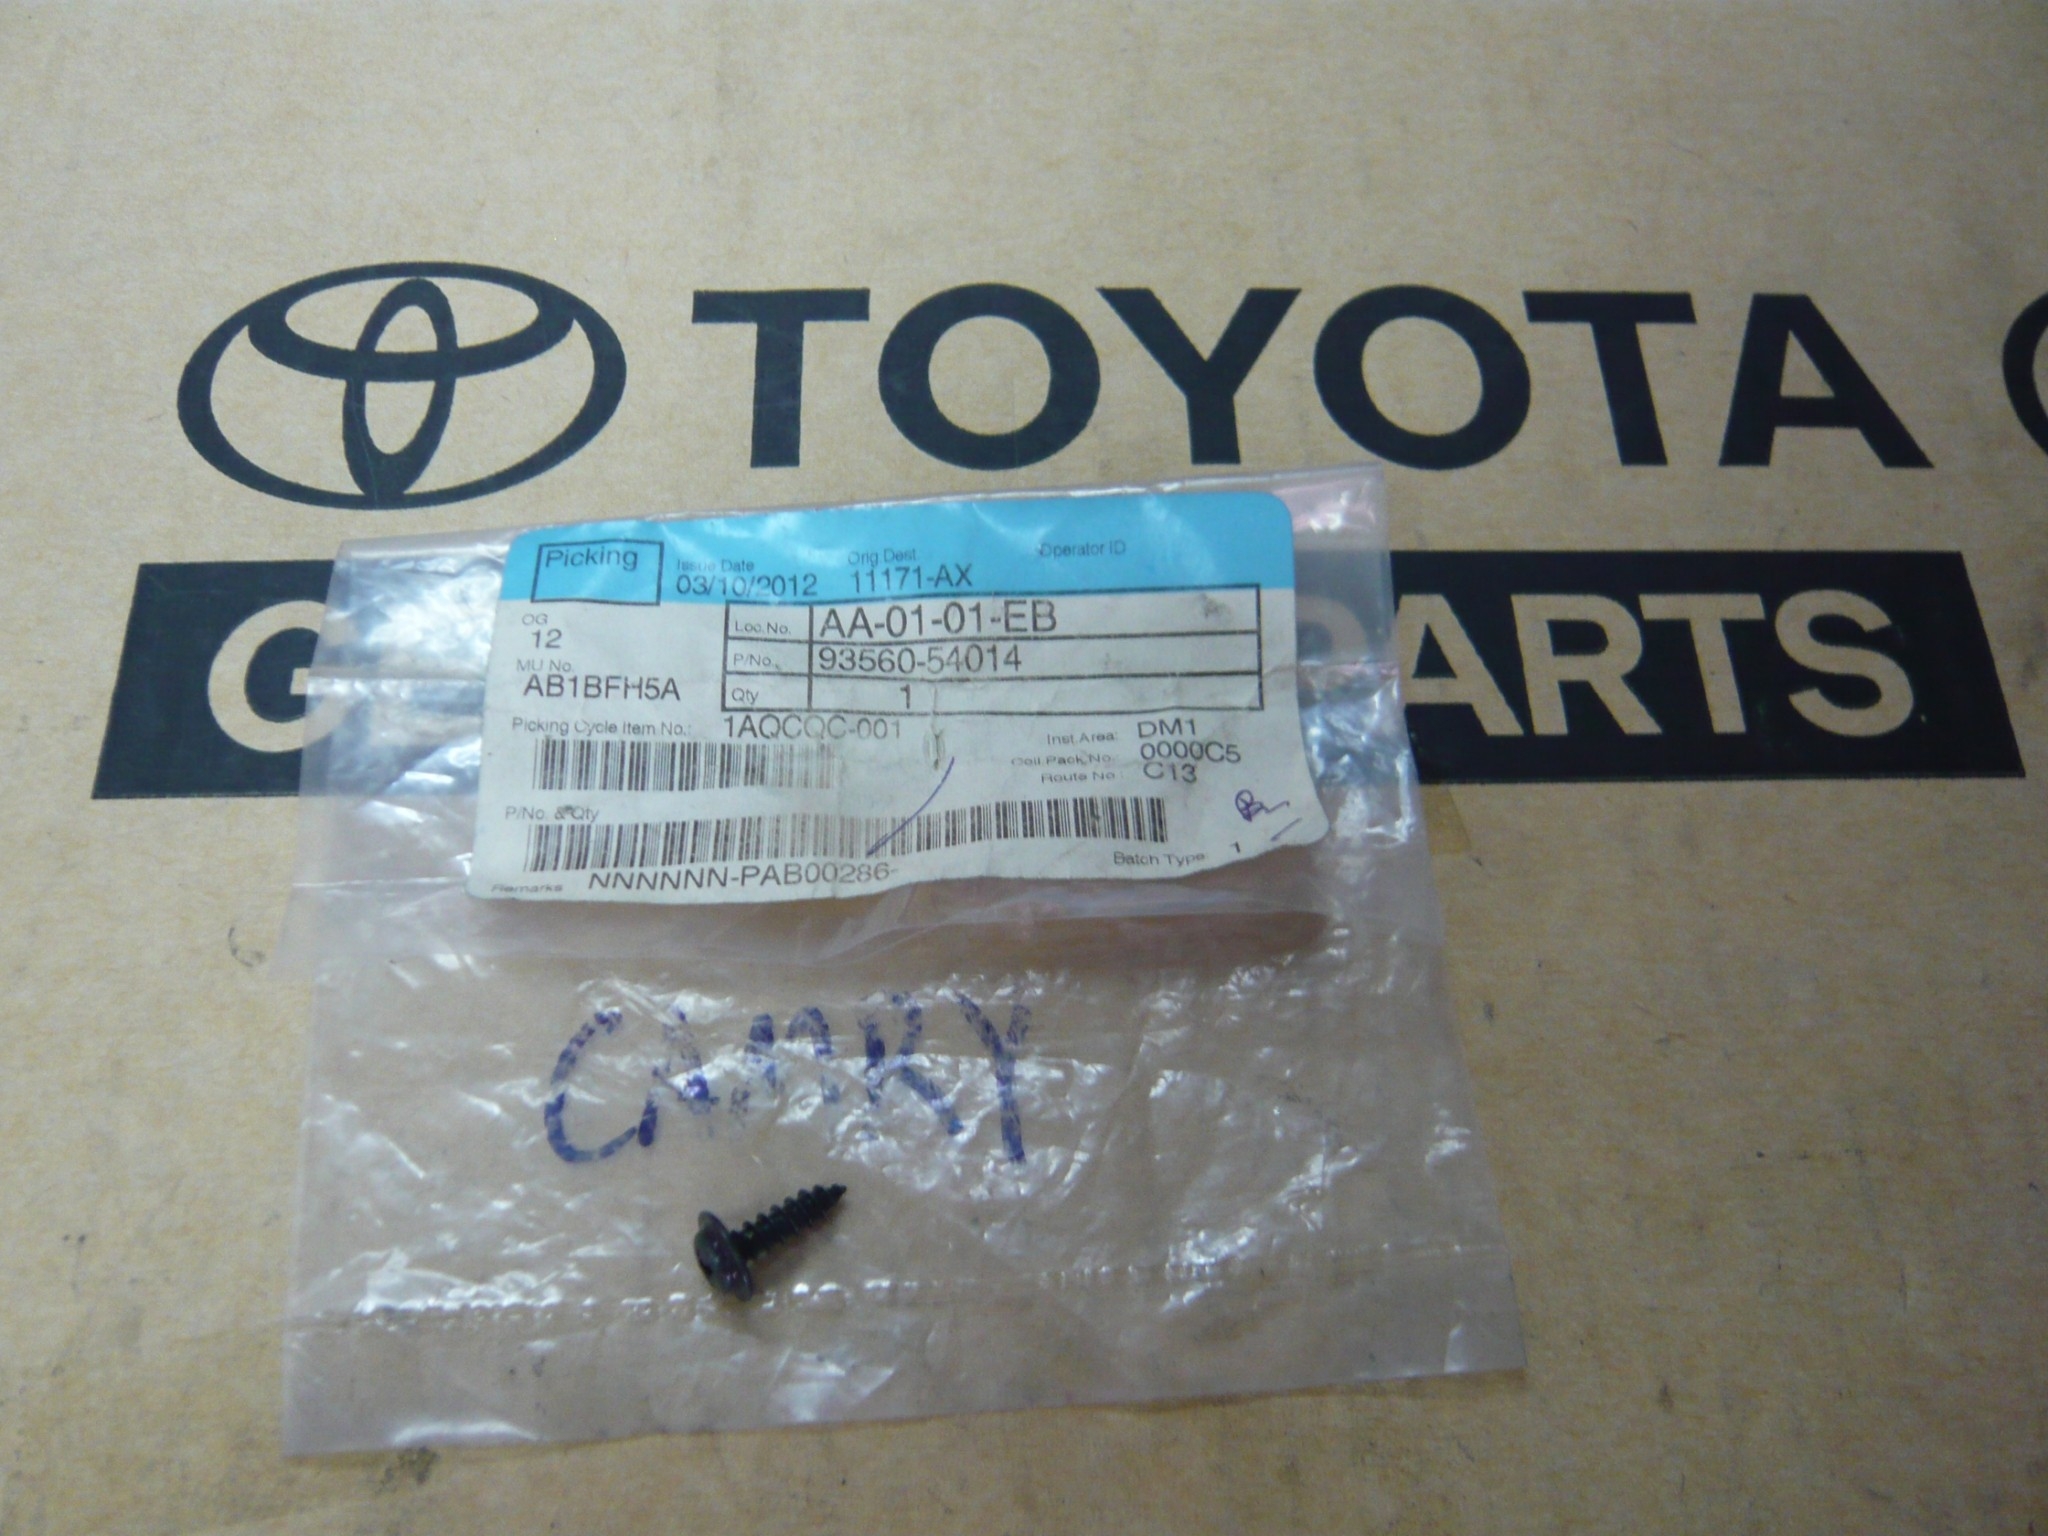 TOYOTA
G PARTS
Picking
Issue Date
03/10/2012
Orig Dest
11171-AX
Operator ID
OG
12
Loc.No. AA-01-01-EB
MU No.
AB1BFH5A
P/No. 93560-54014
Qty 1
Picking Cycle Item No.: 1AQCQC-001
Inst.Area: DM1
Coll.Pack.No.: 0000C5
Route No.: C13
P/No. & Qty
Batch Type: 1
Remarks NNNNNN-PAB00286-
CAMRY